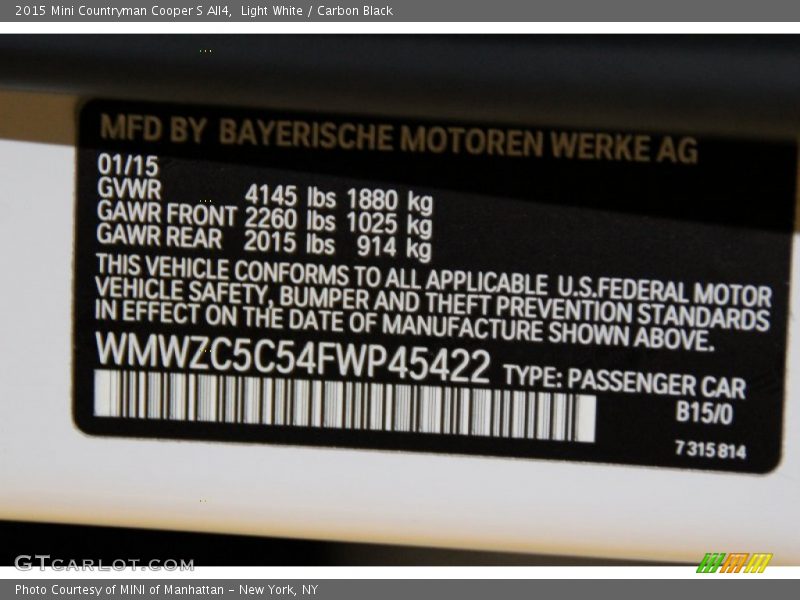 2015 Mini Countryman Cooper S All4,  Light White / Carbon Black
MFD BY BAYERISCHE MOTOREN WERKE AG
01/15
GVWR 4145 lbs 1880 kg
GAWR FRONT 2260 lbs 1025 kg
GAWR REAR 2015 lbs 914 kg
THIS VEHICLE CONFORMS TO ALL APPLICABLE U.S.FEDERAL MOTOR
VEHICLE SAFETY, BUMPER AND THEFT PREVENTION STANDARDS
IN EFFECT ON THE DATE OF MANUFACTURE SHOWN ABOVE.
WMWZC5C54FWP45422 TYPE: PASSENGER CAR
B15/0
7315814
GTCARLOT.COM
Photo Courtesy of MINI of Manhattan - New York, NY